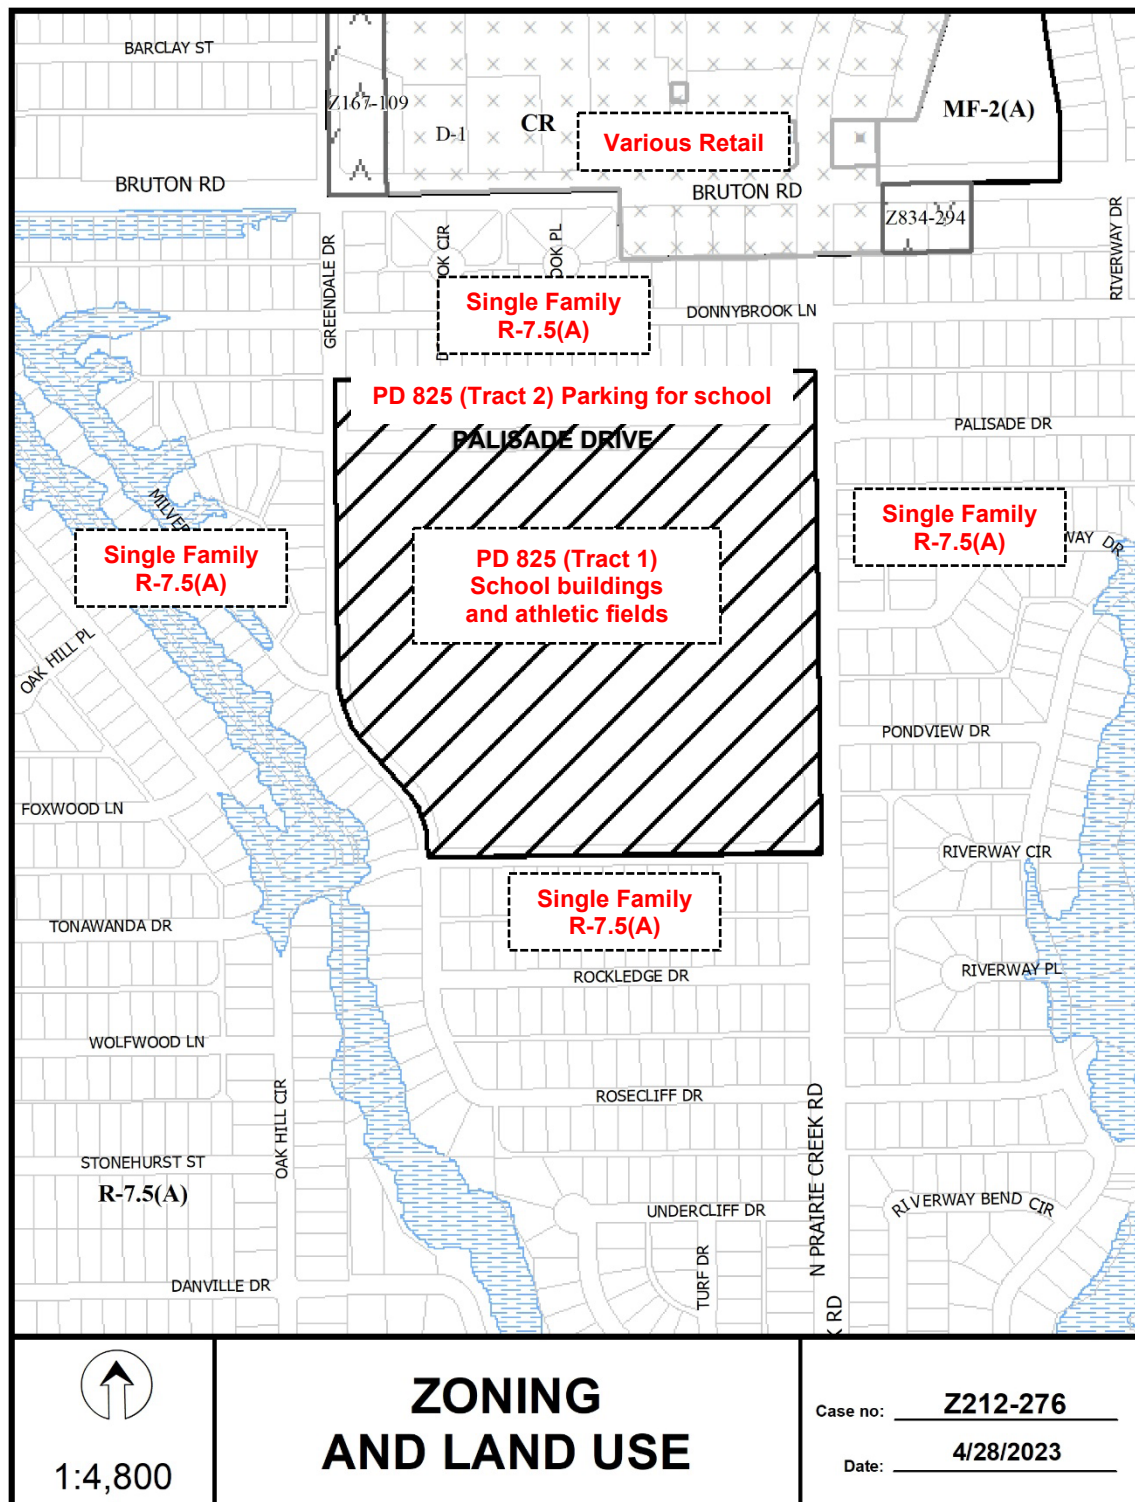 BARCLAY ST
Z167-109
D-1
CR
Various Retail
MF-2(A)
BRUTON RD
BRUTON RD
Z834-294
GREENDALE DR
CIR
PL
RIVERWAY DR
Single Family
R-7.5(A)
DONNYBROOK LN
PD 825 (Tract 2) Parking for school
PALISADE DRIVE
PALISADE DR
Single Family
R-7.5(A)
WAY DR
Single Family
R-7.5(A)
PD 825 (Tract 1)
School buildings
and athletic fields
OAK HILL PL
PONDVIEW DR
FOXWOOD LN
RIVERWAY CIR
Single Family
R-7.5(A)
TONAWANDA DR
ROCKLEDGE DR
RIVERWAY PL
WOLFWOOD LN
OAK HILL CIR
ROSECLIFF DR
N PRAIRIE CREEK RD
STONEHURST ST
R-7.5(A)
UNDERCLIFF DR
RIVERWAY BEND CIR
TURF DR
DANVILLE DR
K RD
1:4,800
ZONING
AND LAND USE
Case no: Z212-276
Date: 4/28/2023